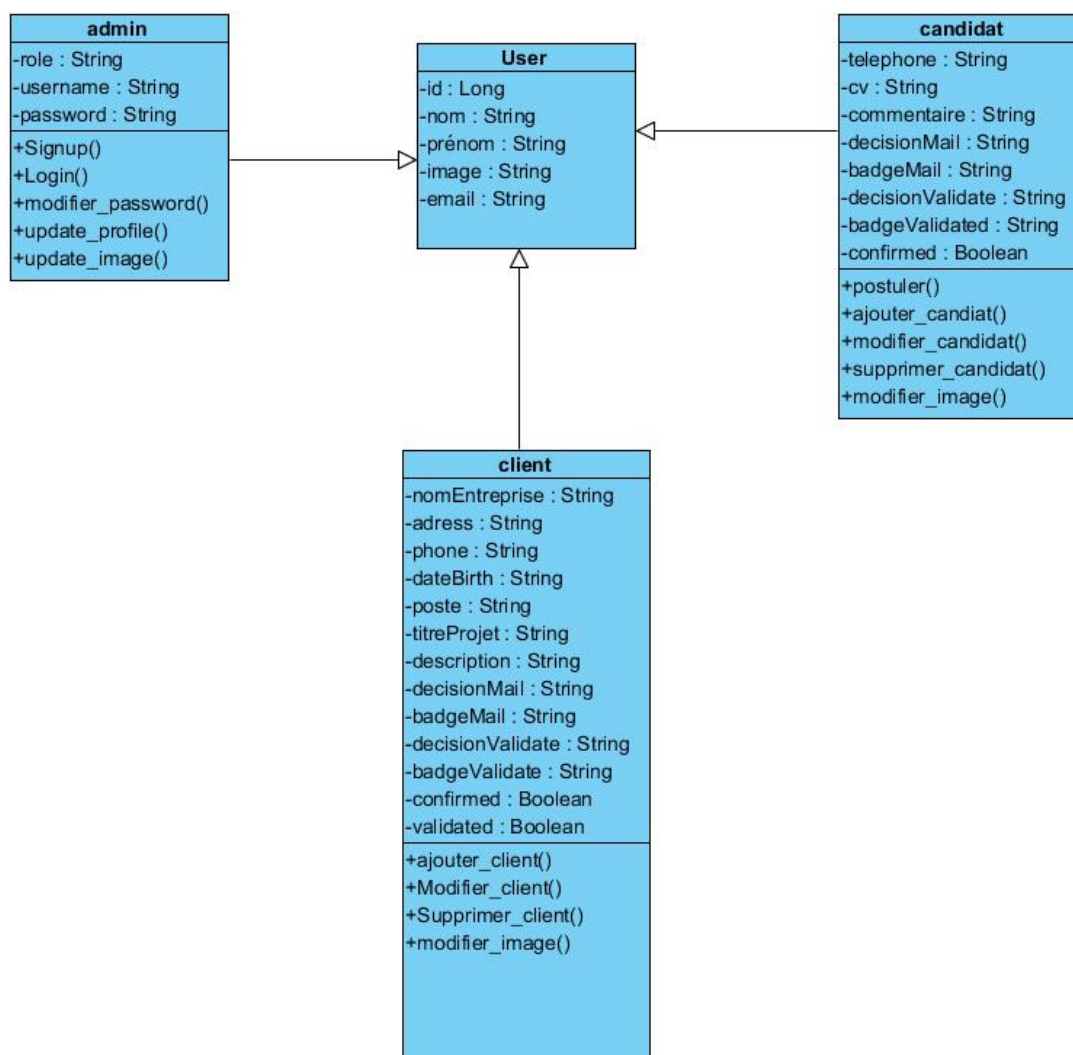 admin
-role : String
-username : String
-password : String
+Signup()
+Login()
+modifier_password()
+update_profile()
+update_image()
User
-id : Long
-nom : String
-prénom : String
-image : String
-email : String
candidat
-telephone : String
-cv : String
-commentaire : String
-decisionMail : String
-badgeMail : String
-decisionValidate : String
-badgeValidated : String
-confirmed : Boolean
+postuler()
+ajouter_candiat()
+modifier_candidat()
+supprimer_candidat()
+modifier_image()
client
-nomEntreprise : String
-adress : String
-phone : String
-dateBirth : String
-poste : String
-titreProjet : String
-description : String
-decisionMail : String
-badgeMail : String
-decisionValidate : String
-badgeValidate : String
-confirmed : Boolean
-validated : Boolean
+ajouter_client()
+Modifier_client()
+Supprimer_client()
+modifier_image()